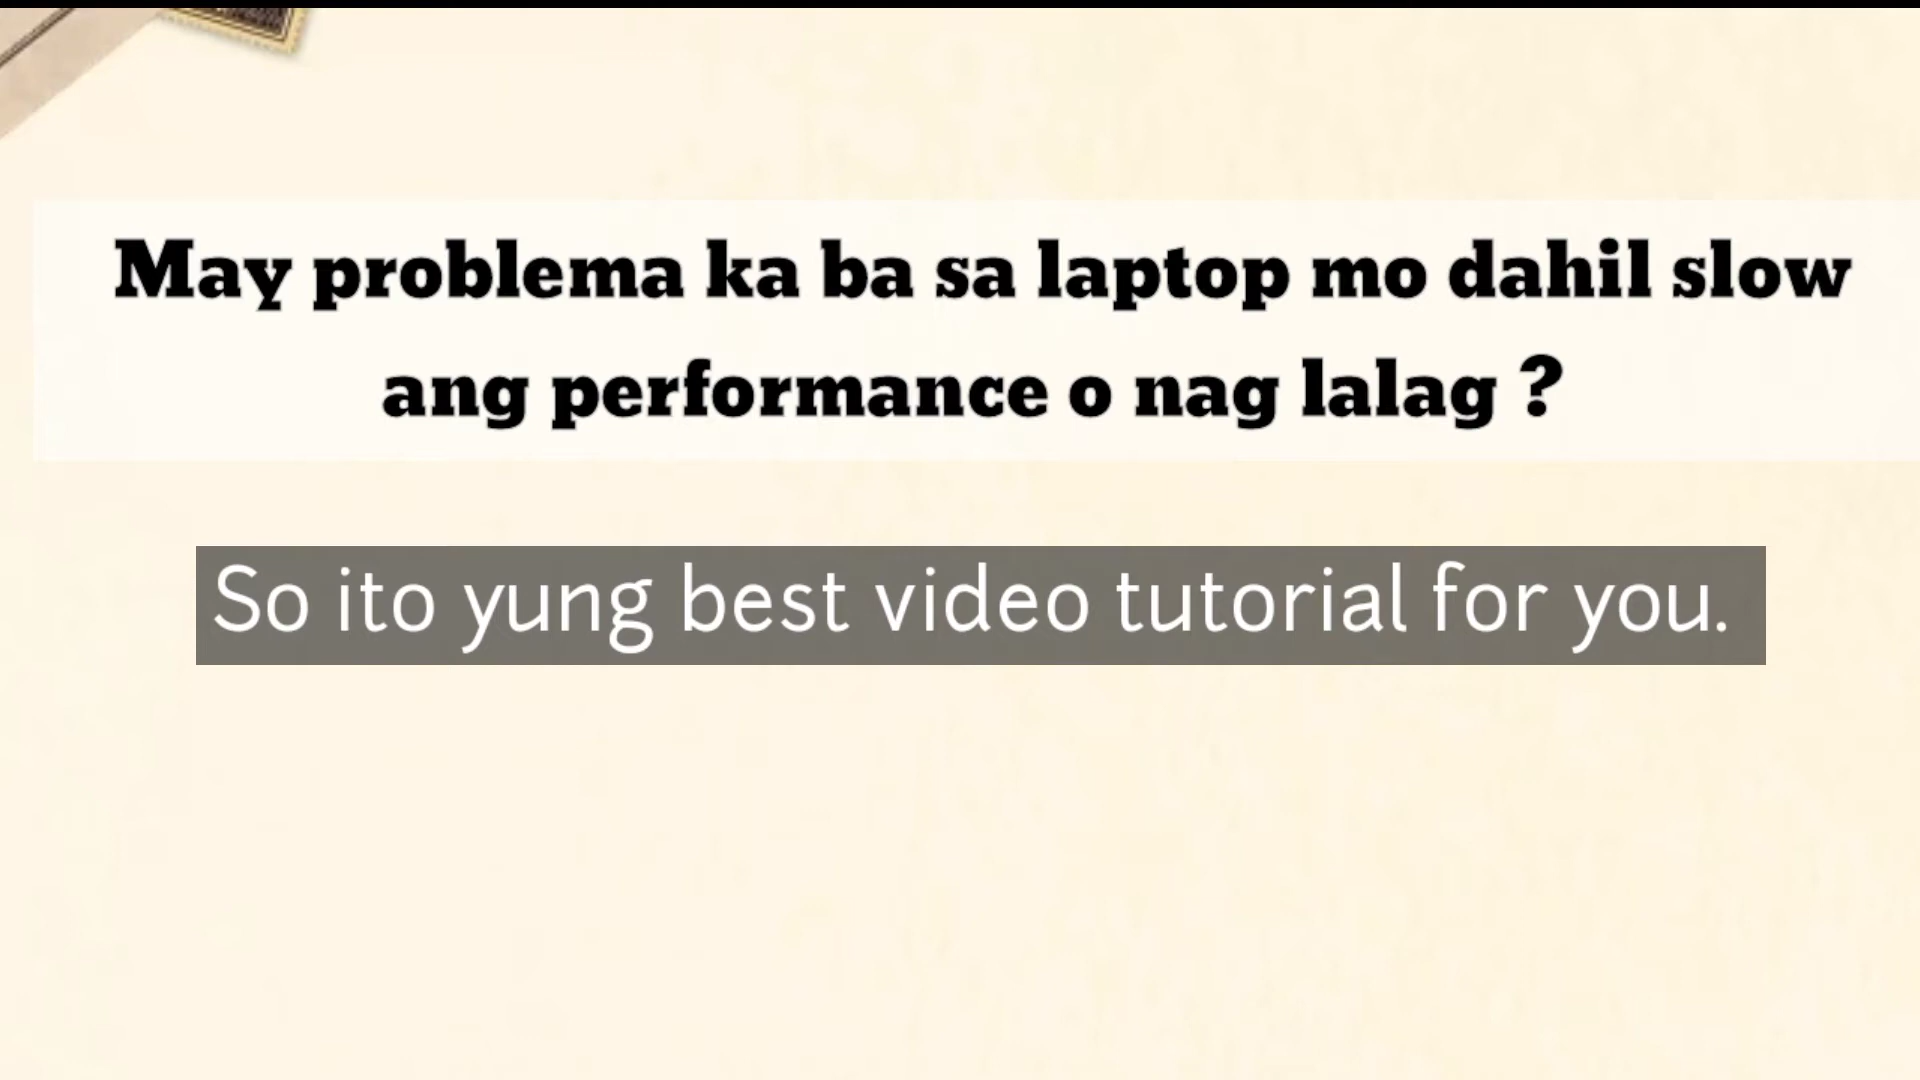 May problema ka ba sa laptop mo dahil slow
ang performance o nag lalag ?
So ito yung best video tutorial for you.